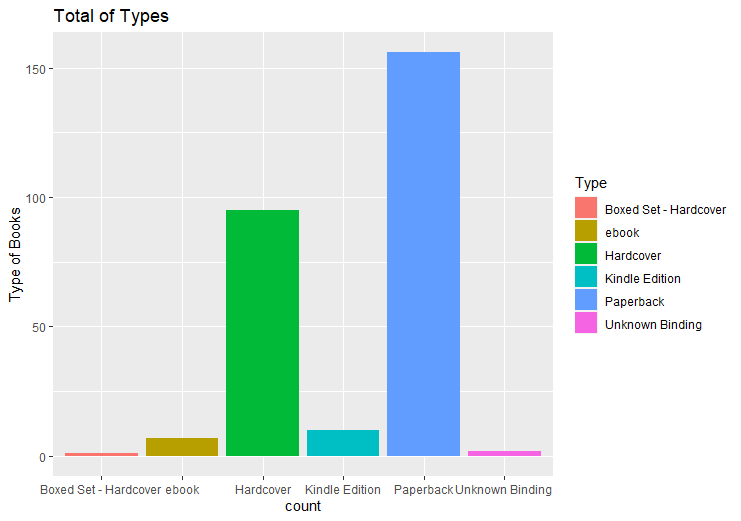 Total of Types
150
100
50
0
Type of Books
Boxed Set - Hardcover ebook Hardcover Kindle Edition Paperback Unknown Binding
count
Type
Boxed Set - Hardcover
ebook
Hardcover
Kindle Edition
Paperback
Unknown Binding